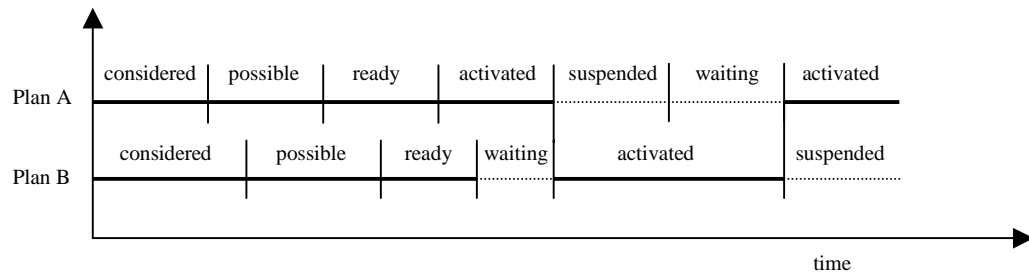 considered possible ready activated suspended waiting activated
Plan A
considered possible ready waiting activated suspended
Plan B
time